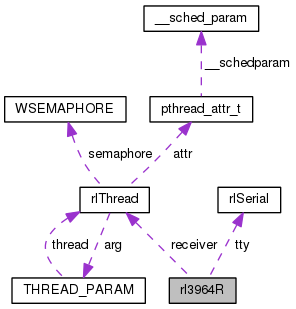 __sched_param
__schedparam
WSEMAPHORE
pthread_attr_t
semaphore
attr
rlThread
rlSerial
thread
arg
receiver
tty
THREAD_PARAM
rl3964R